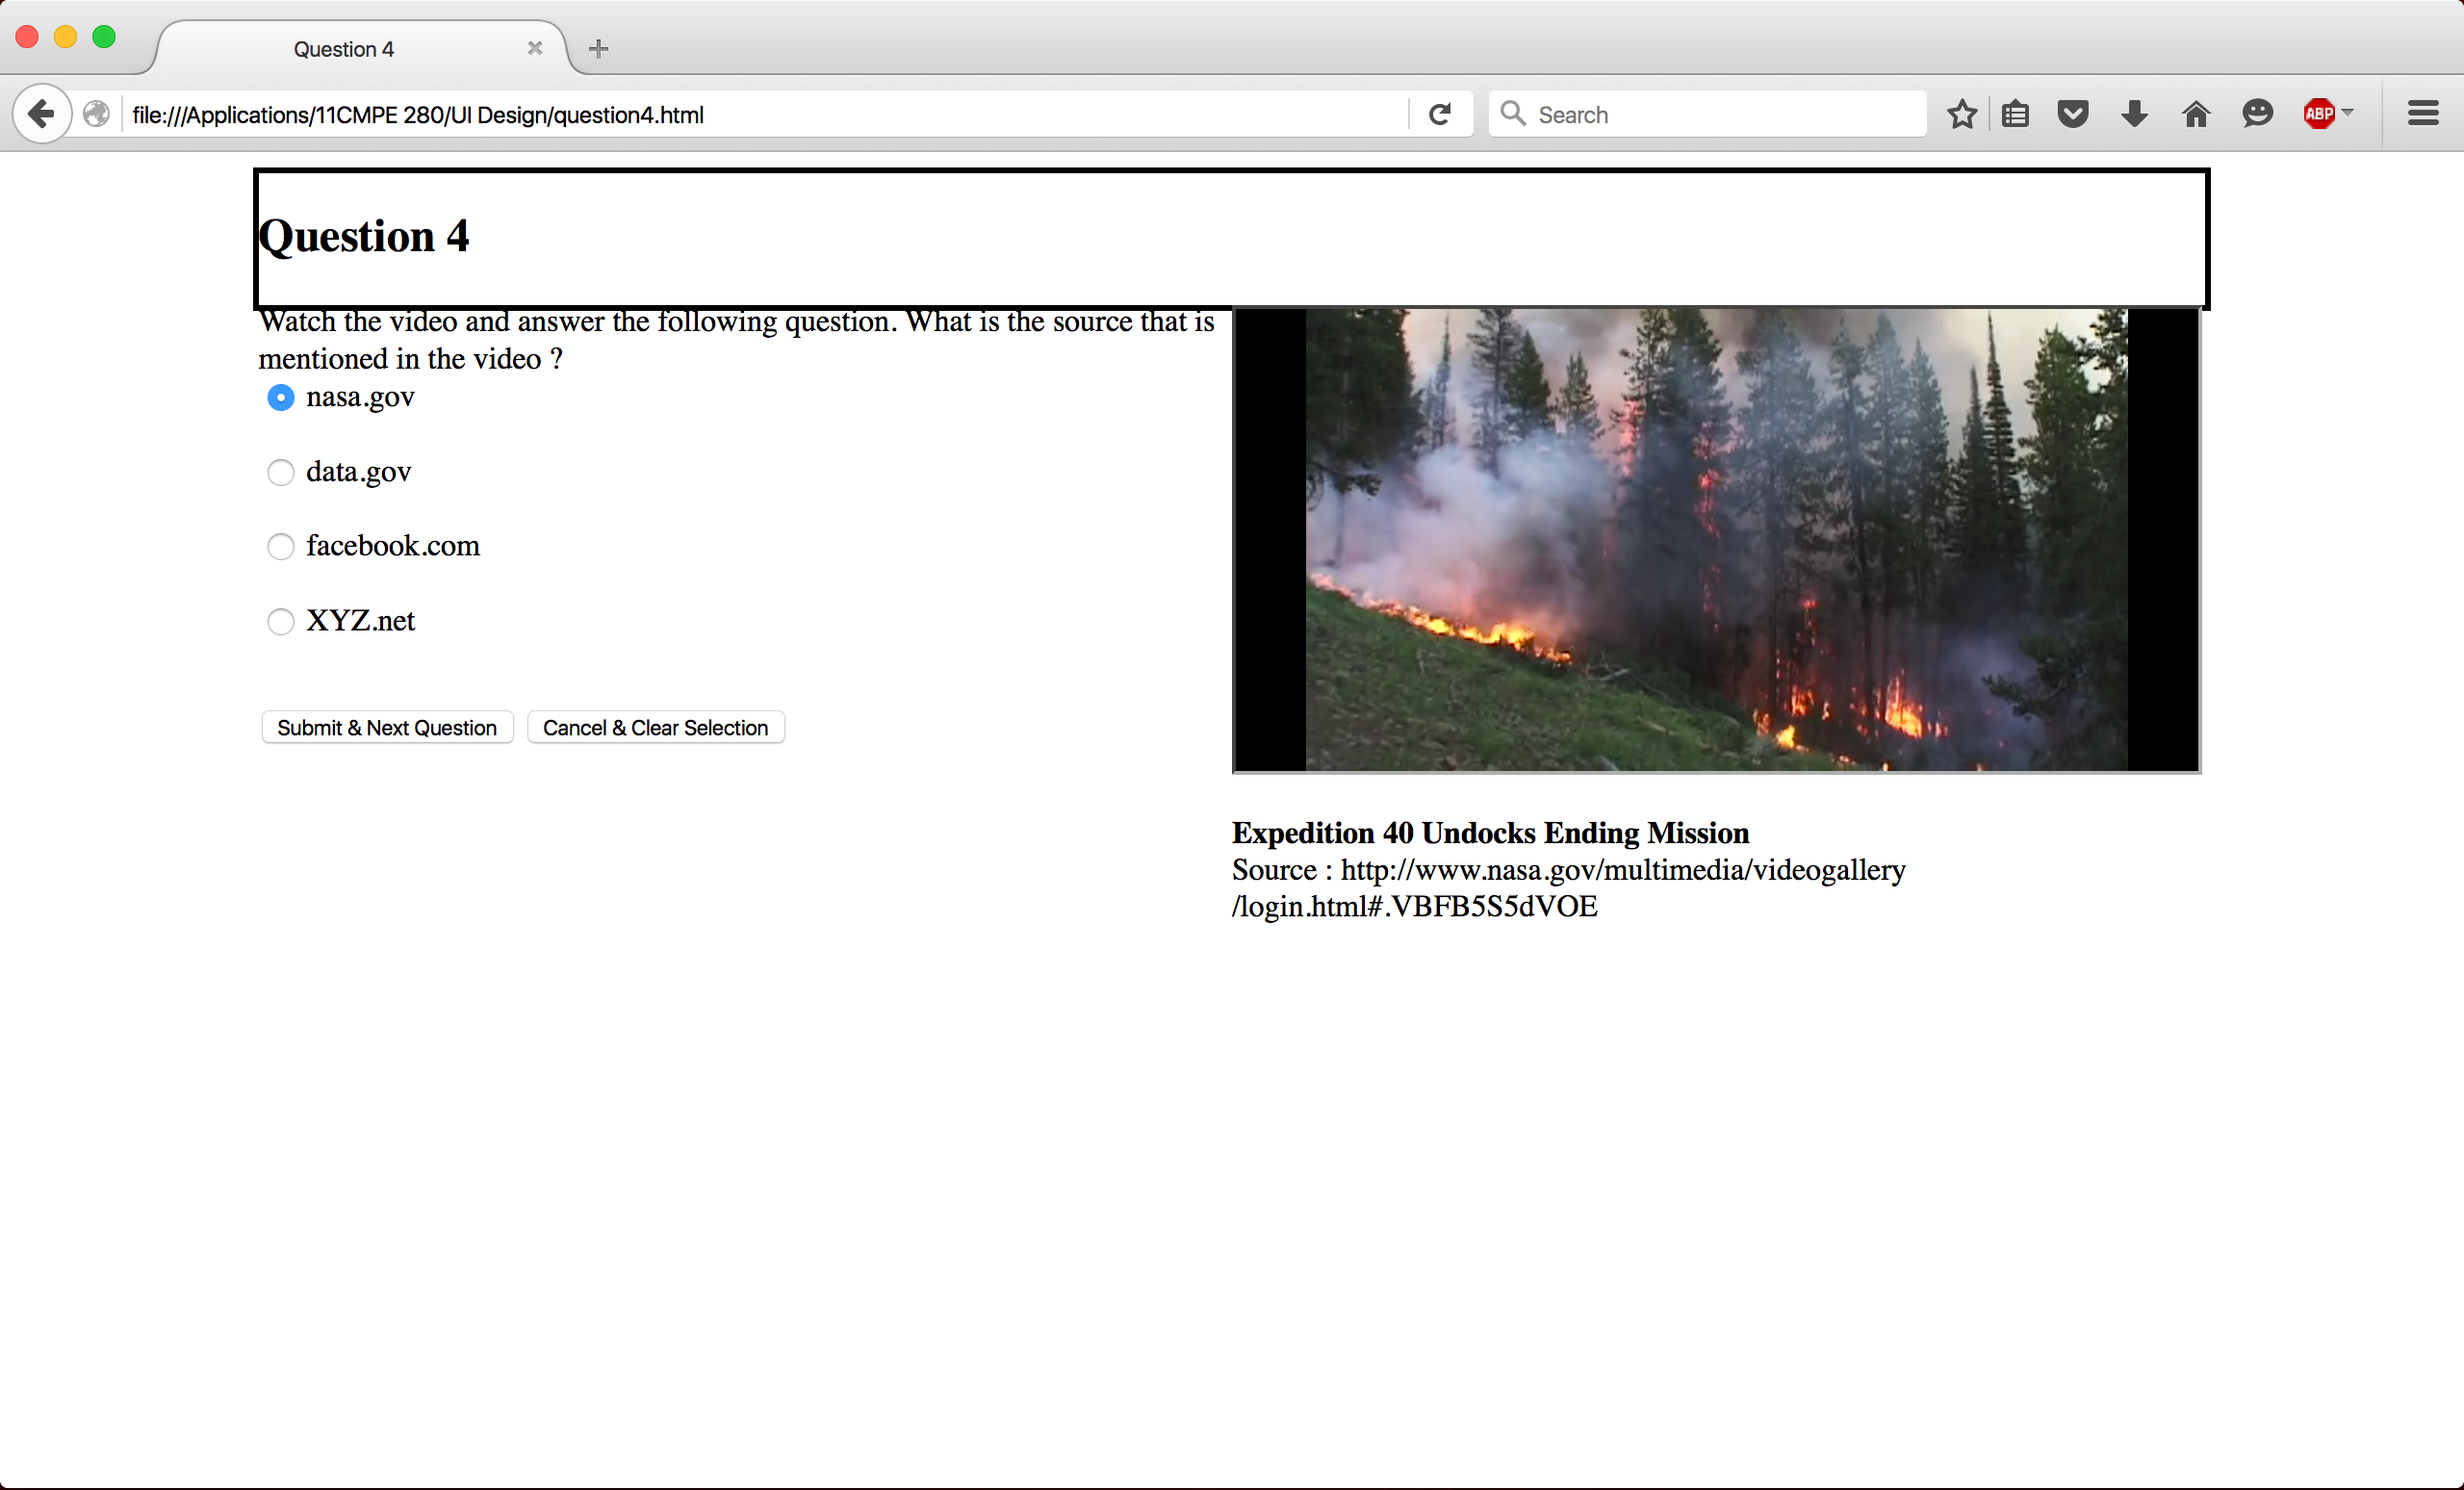 Question 4
file:///Applications/11CMPE 280/UI Design/question4.html
Search
ABP
Question 4
Watch the video and answer the following question. What is the source that is
mentioned in the video ?
nasa.gov
data.gov
facebook.com
XYZ.net
Submit & Next Question
Cancel & Clear Selection
Expedition 40 Undocks Ending Mission
Source : http://www.nasa.gov/multimedia/videogallery
/login.html#.VBFB5S5dVOE